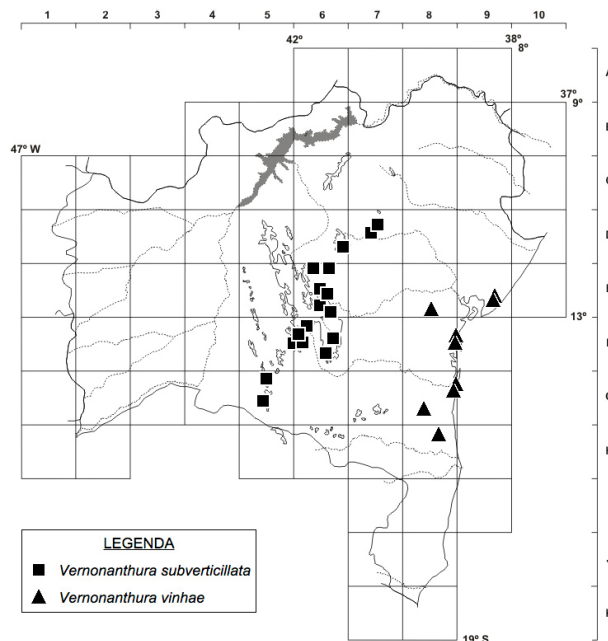 1 2 3 4 5 6 7 8 9 10
42º
38º
8º
A
37º
9º
47 W
D
13º
LEGENDA
Vernonanthura subverticillata
Vernonanthura vinhae
19º S